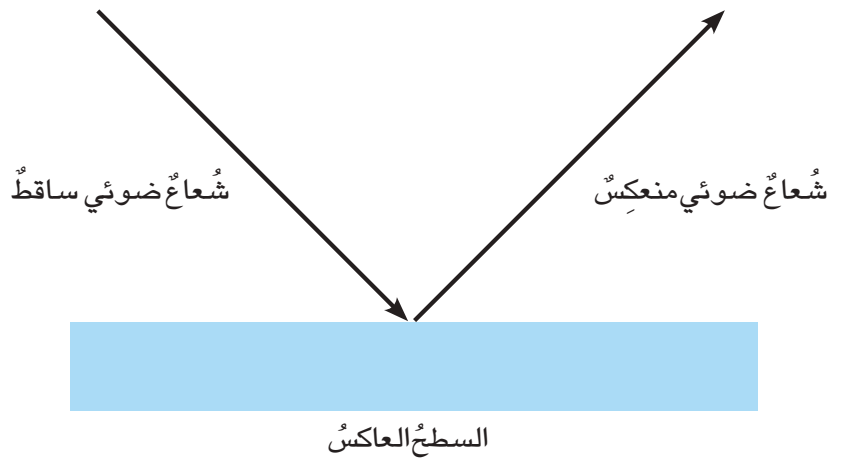 شُعاعٌ ضوئي منعكِسٌ
شُعاعٌ ضوئي ساقطٌ
السطحُ العاكسُ